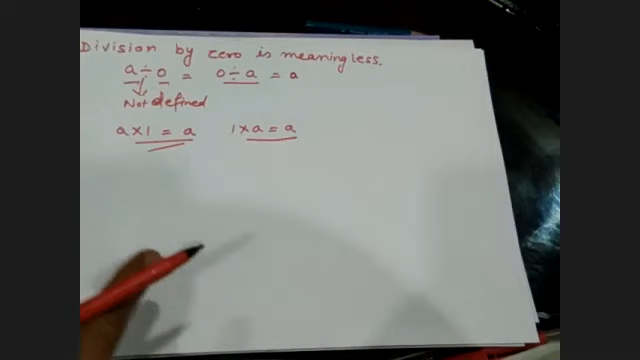 Division by zero is meaningless.
a ÷ 0 = 0 ÷ a = a
Not defined
a × 1 = a 1 × a = a